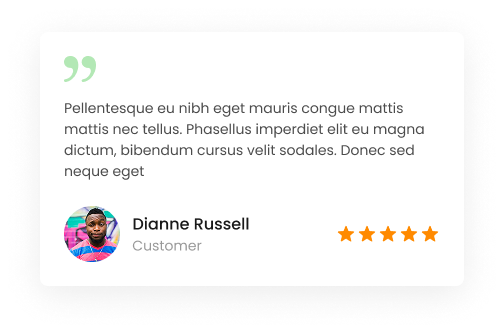 Pellentesque eu nibh eget mauris congue mattis
mattis nec tellus. Phasellus imperdiet elit eu magna
dictum, bibendum cursus velit sodales. Donec sed
neque eget
Dianne Russell
Customer